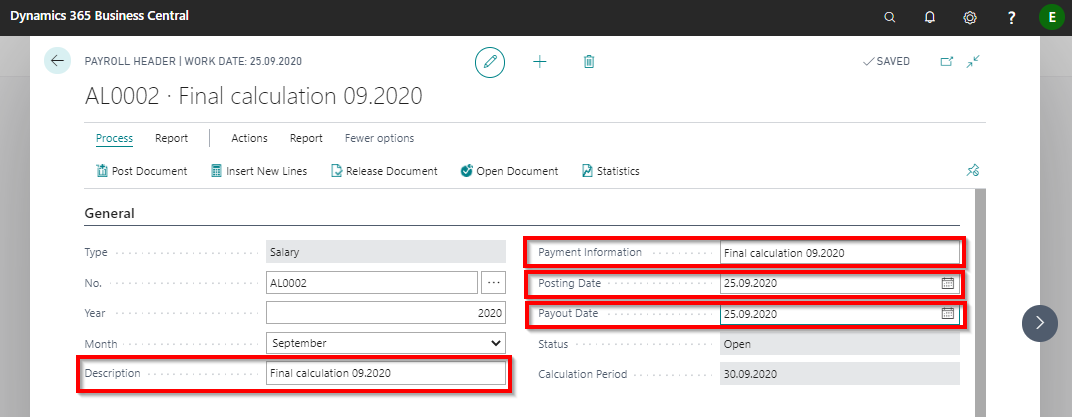 Dynamics 365 Business Central
?
E
PAYROLL HEADER | WORK DATE: 25.09.2020
SAVED
AL0002 · Final calculation 09.2020
Process Report Actions Report Fewer options
Post Document Insert New Lines Release Document Open Document Statistics
General
Type Salary
No. AL0002 ...
Year 2020
Month September
Description Final calculation 09.2020
Payment Information Final calculation 09.2020
Posting Date 25.09.2020
Payout Date 25.09.2020
Status Open
Calculation Period 30.09.2020